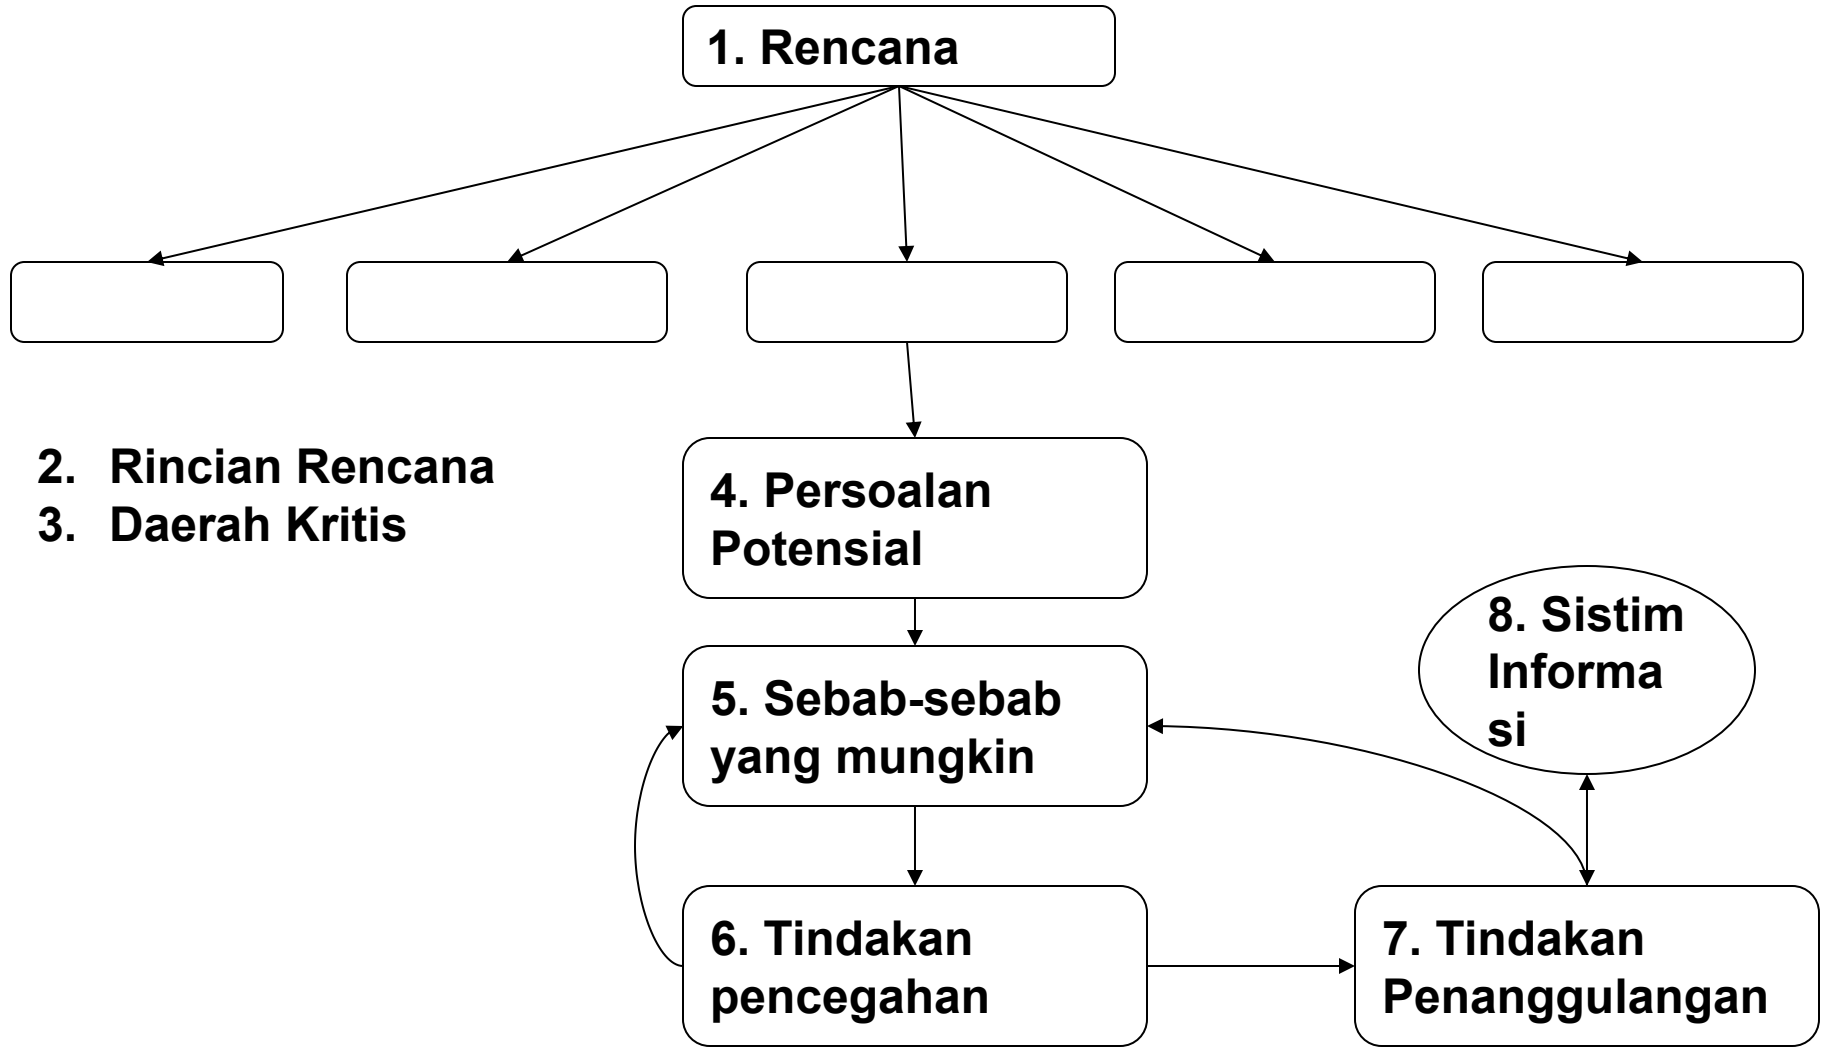 1. Rencana
2. Rincian Rencana
3. Daerah Kritis
4. Persoalan
Potensial
5. Sebab-sebab
yang mungkin
8. Sistim
Informa
si
6. Tindakan
pencegahan
7. Tindakan
Penanggulangan